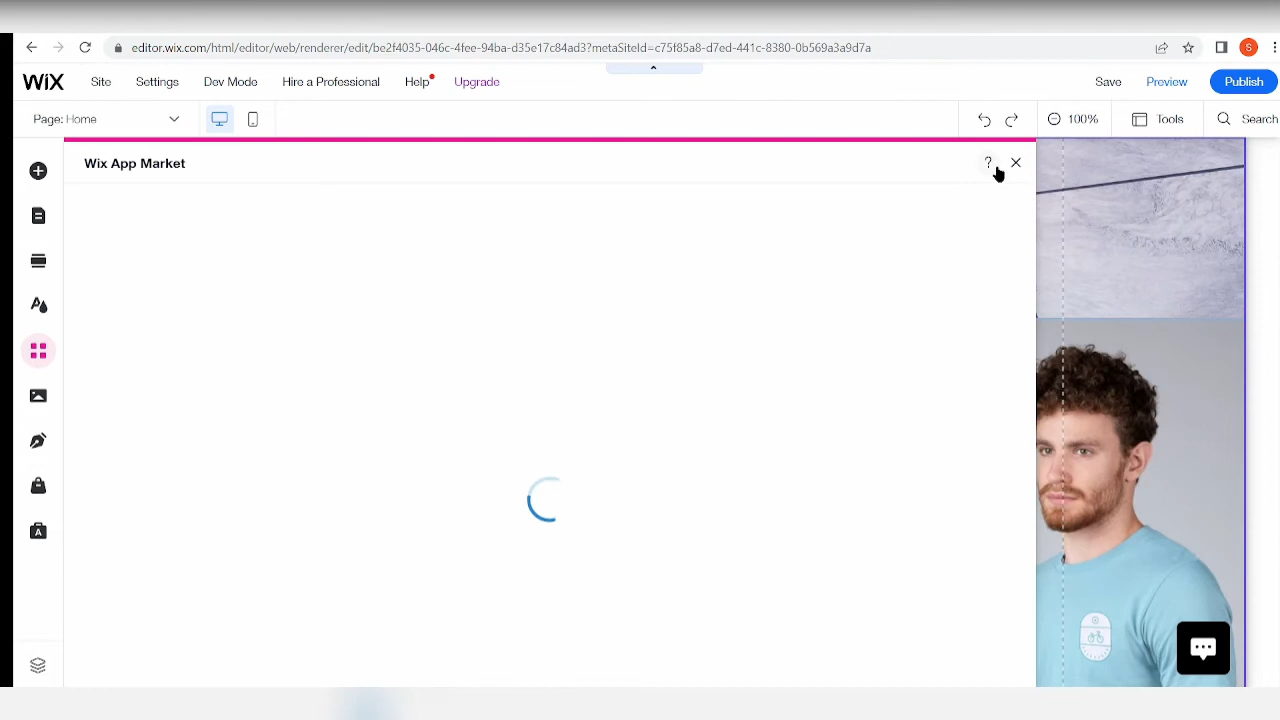 editor.wix.com/html/editor/web/renderer/edit/be2f4035-046c-4fee-94ba-d35e17f34ad3?metaSiteId=c75f85a8-d7ed-441c-8380-0b569a3a9d7a
S
WiX Site Settings Dev Mode Hire a Professional Help Upgrade Save Preview Publish
Page: Home 100% Tools Search
Wix App Market ?